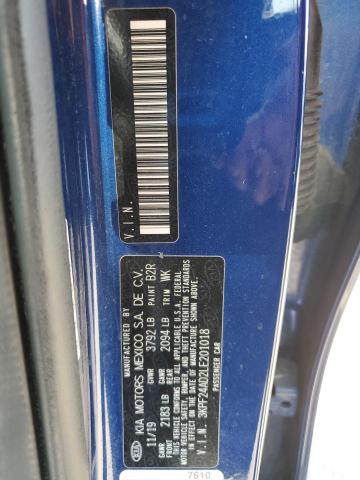 V.I.N.
MANUFACTURED BY
KIA MOTORS MEXICO S.A. DE C.V.
11/19 GVWR 3792 LB PAINT B2R
GAWR FRONT 2183 LB GAWR REAR 2094 LB TRIM WK
THIS VEHICLE CONFORMS TO ALL APPLICABLE U.S.A. FEDERAL
MOTOR VEHICLE SAFETY, BUMPER, AND THEFT PREVENTION
STANDARDS IN EFFECT ON THE DATE OF MANUFACTURE SHOWN ABOVE.
V.I.N. 3KPF24AD2LE201018
PASSENGER CAR
7610